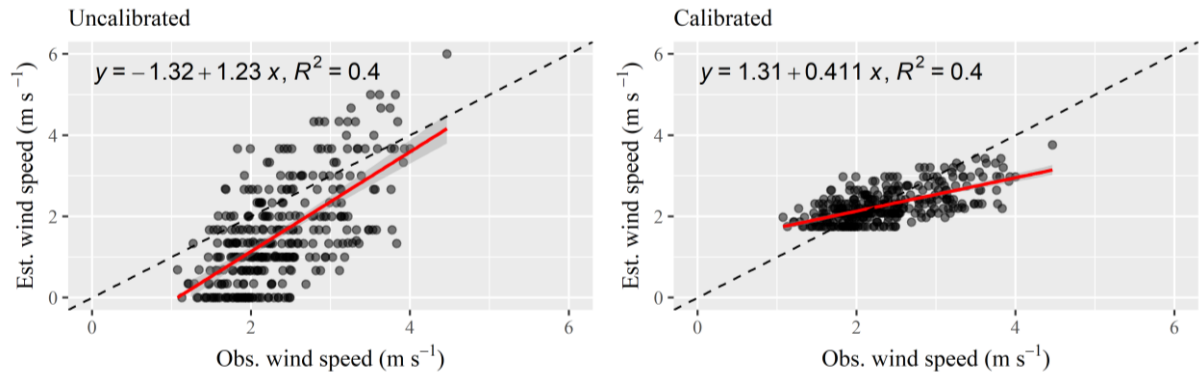 Uncalibrated
y = − 1.32 + 1.23 x, R² = 0.4
Est. wind speed (m s⁻¹)
6
4
2
0
0 2 4 6
Obs. wind speed (m s⁻¹)
Calibrated
y = 1.31 + 0.411 x, R² = 0.4
Est. wind speed (m s⁻¹)
6
4
2
0
0 2 4 6
Obs. wind speed (m s⁻¹)